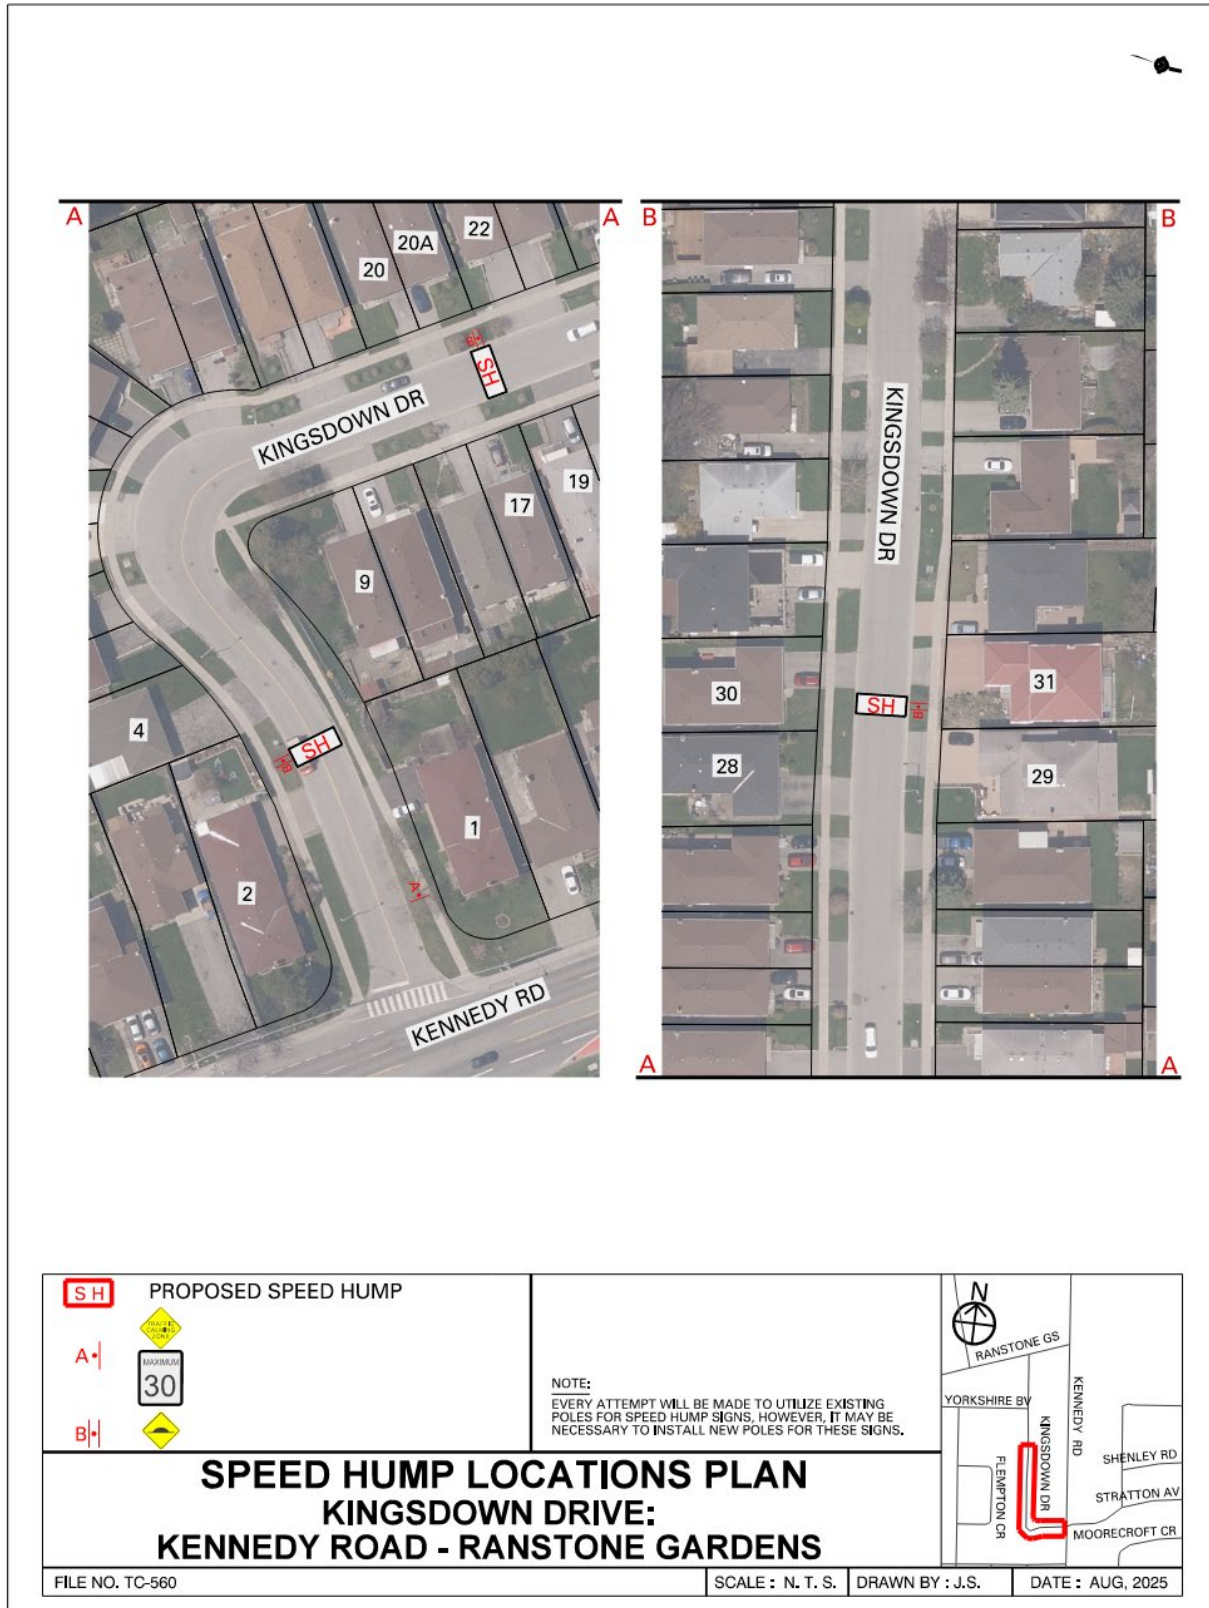 A
A
B
B
22
20A
20
B
SH
KINGSDOWN DR
KINGSDOWN DR
19
17
9
4
SH
B
1
2
A
KENNEDY RD
30
SH
B
31
28
29
A
A
SH PROPOSED SPEED HUMP
TRAFFIC
CALMING
ZONE
A
MAXIMUM
30
B
NOTE:
EVERY ATTEMPT WILL BE MADE TO UTILIZE EXISTING
POLES FOR SPEED HUMP SIGNS, HOWEVER, IT MAY BE
NECESSARY TO INSTALL NEW POLES FOR THESE SIGNS.
N
RANSTONE GS
YORKSHIRE BV
KENNEDY RD
KINGSDOWN DR
FLEMPTON CR
SHENLEY RD
STRATTON AV
MOORECROFT CR
SPEED HUMP LOCATIONS PLAN
KINGSDOWN DRIVE:
KENNEDY ROAD - RANSTONE GARDENS
FILE NO. TC-560
SCALE : N. T. S.
DRAWN BY : J.S.
DATE : AUG, 2025